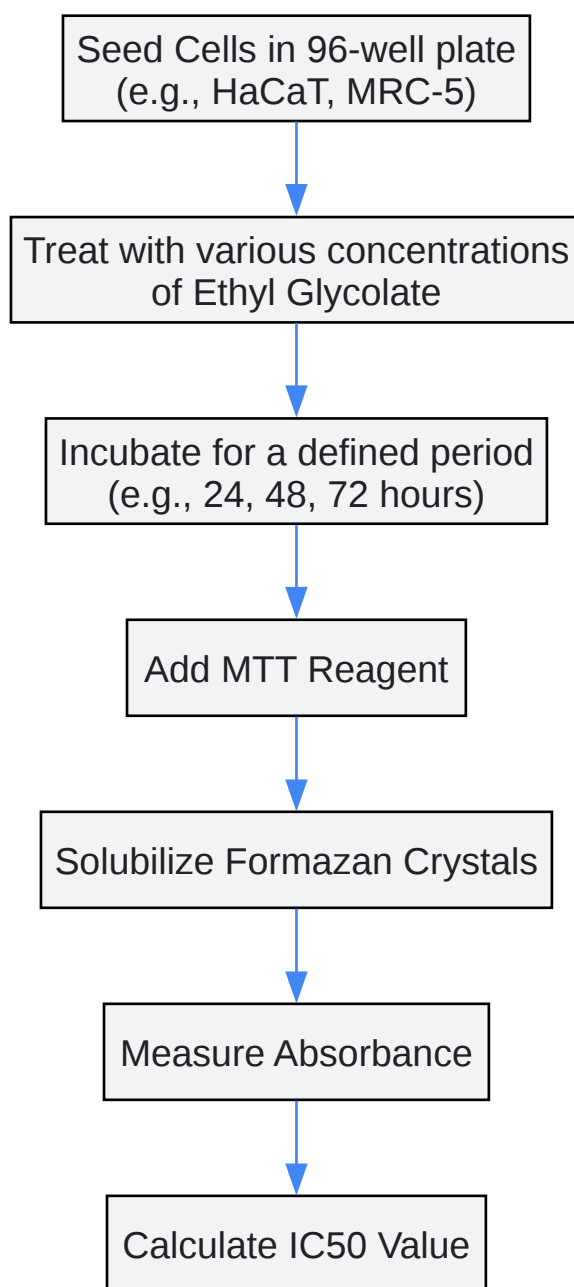 Seed Cells in 96-well plate
(e.g., HaCaT, MRC-5)
Treat with various concentrations
of Ethyl Glycolate
Incubate for a defined period
(e.g., 24, 48, 72 hours)
Add MTT Reagent
Solubilize Formazan Crystals
Measure Absorbance
Calculate IC50 Value